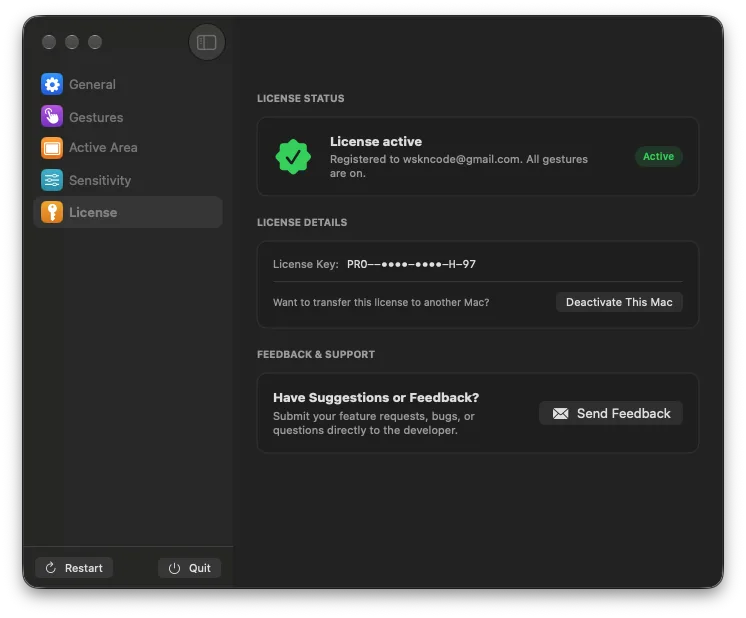 General
Gestures
Active Area
Sensitivity
License
Restart
Quit
LICENSE STATUS
License active
Registered to wskncode@gmail.com. All gestures
are on.
Active
LICENSE DETAILS
License Key: PRO--••••-••••-H-97
Want to transfer this license to another Mac?
Deactivate This Mac
FEEDBACK & SUPPORT
Have Suggestions or Feedback?
Submit your feature requests, bugs, or
questions directly to the developer.
Send Feedback